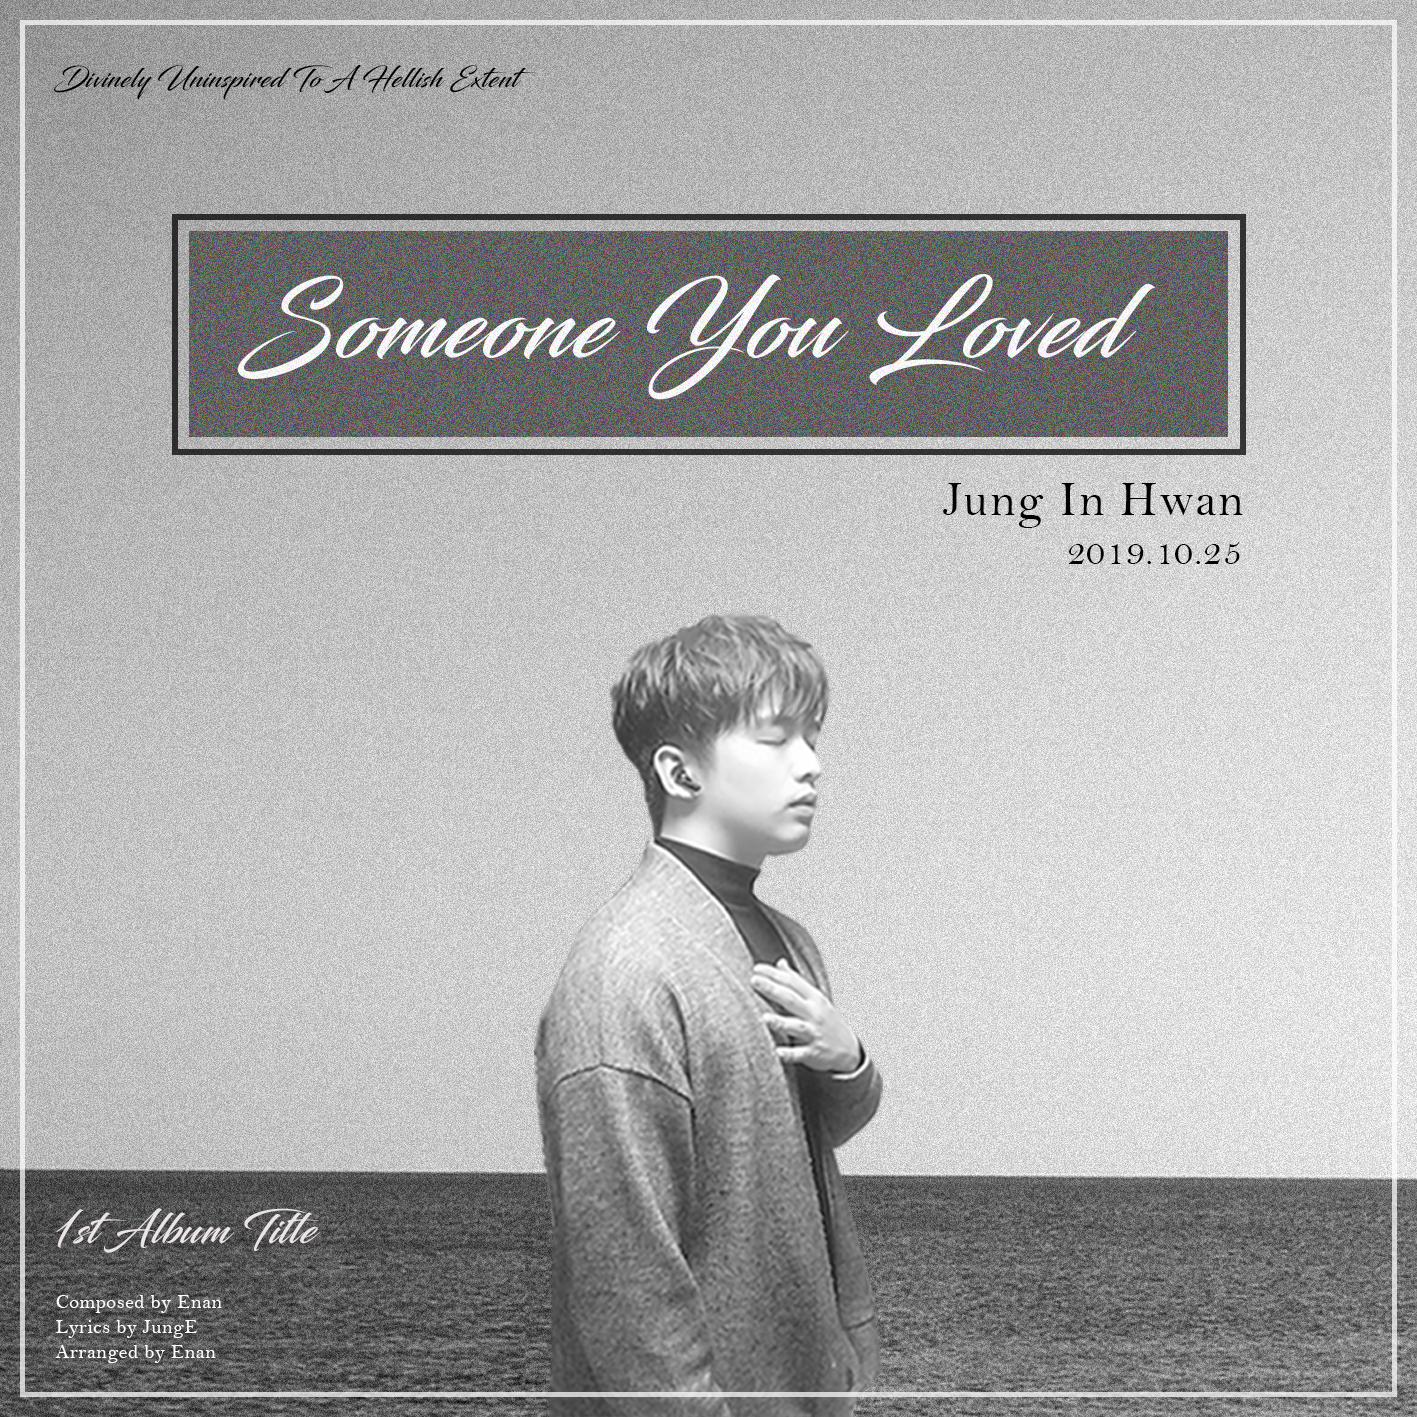 Divinely Uninspired To A Hellish Extent
Someone You Loved
Jung In Hwan
2019.10.25
1st Album Title
Composed by Enan
Lyrics by JungE
Arranged by Enan